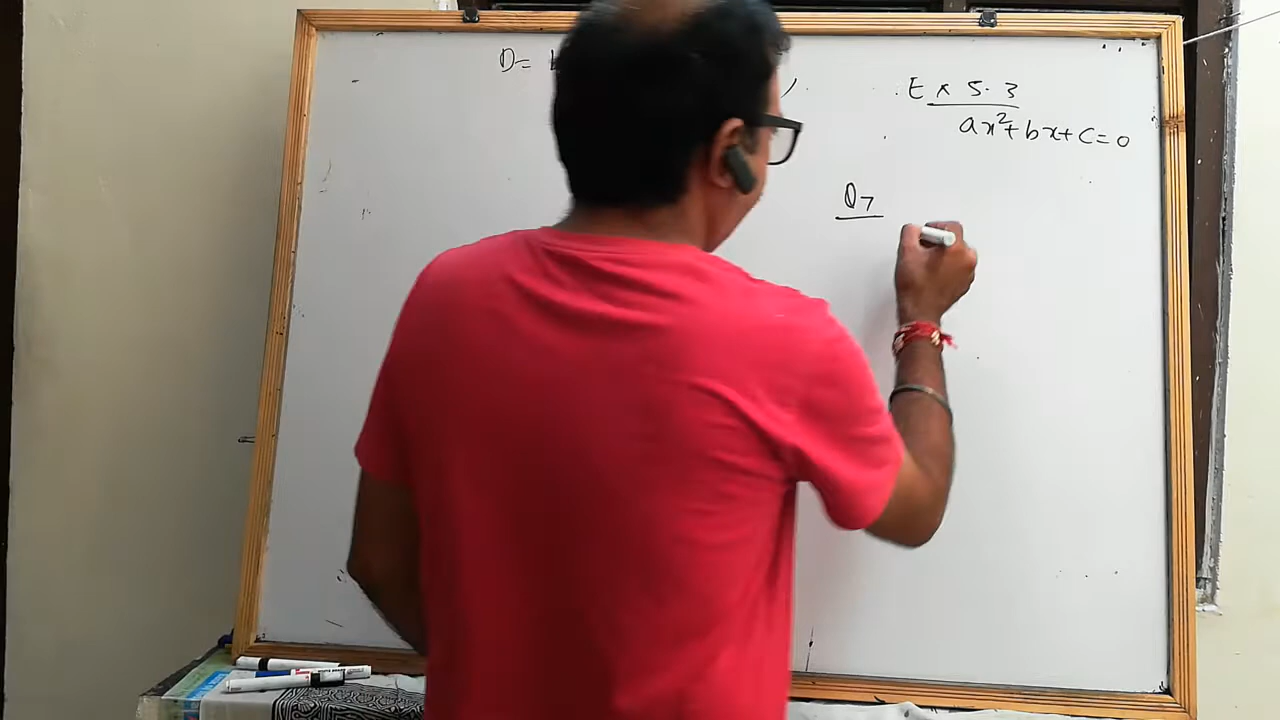 D=
Ex 5.3
ax²+bx+c=0
Q7